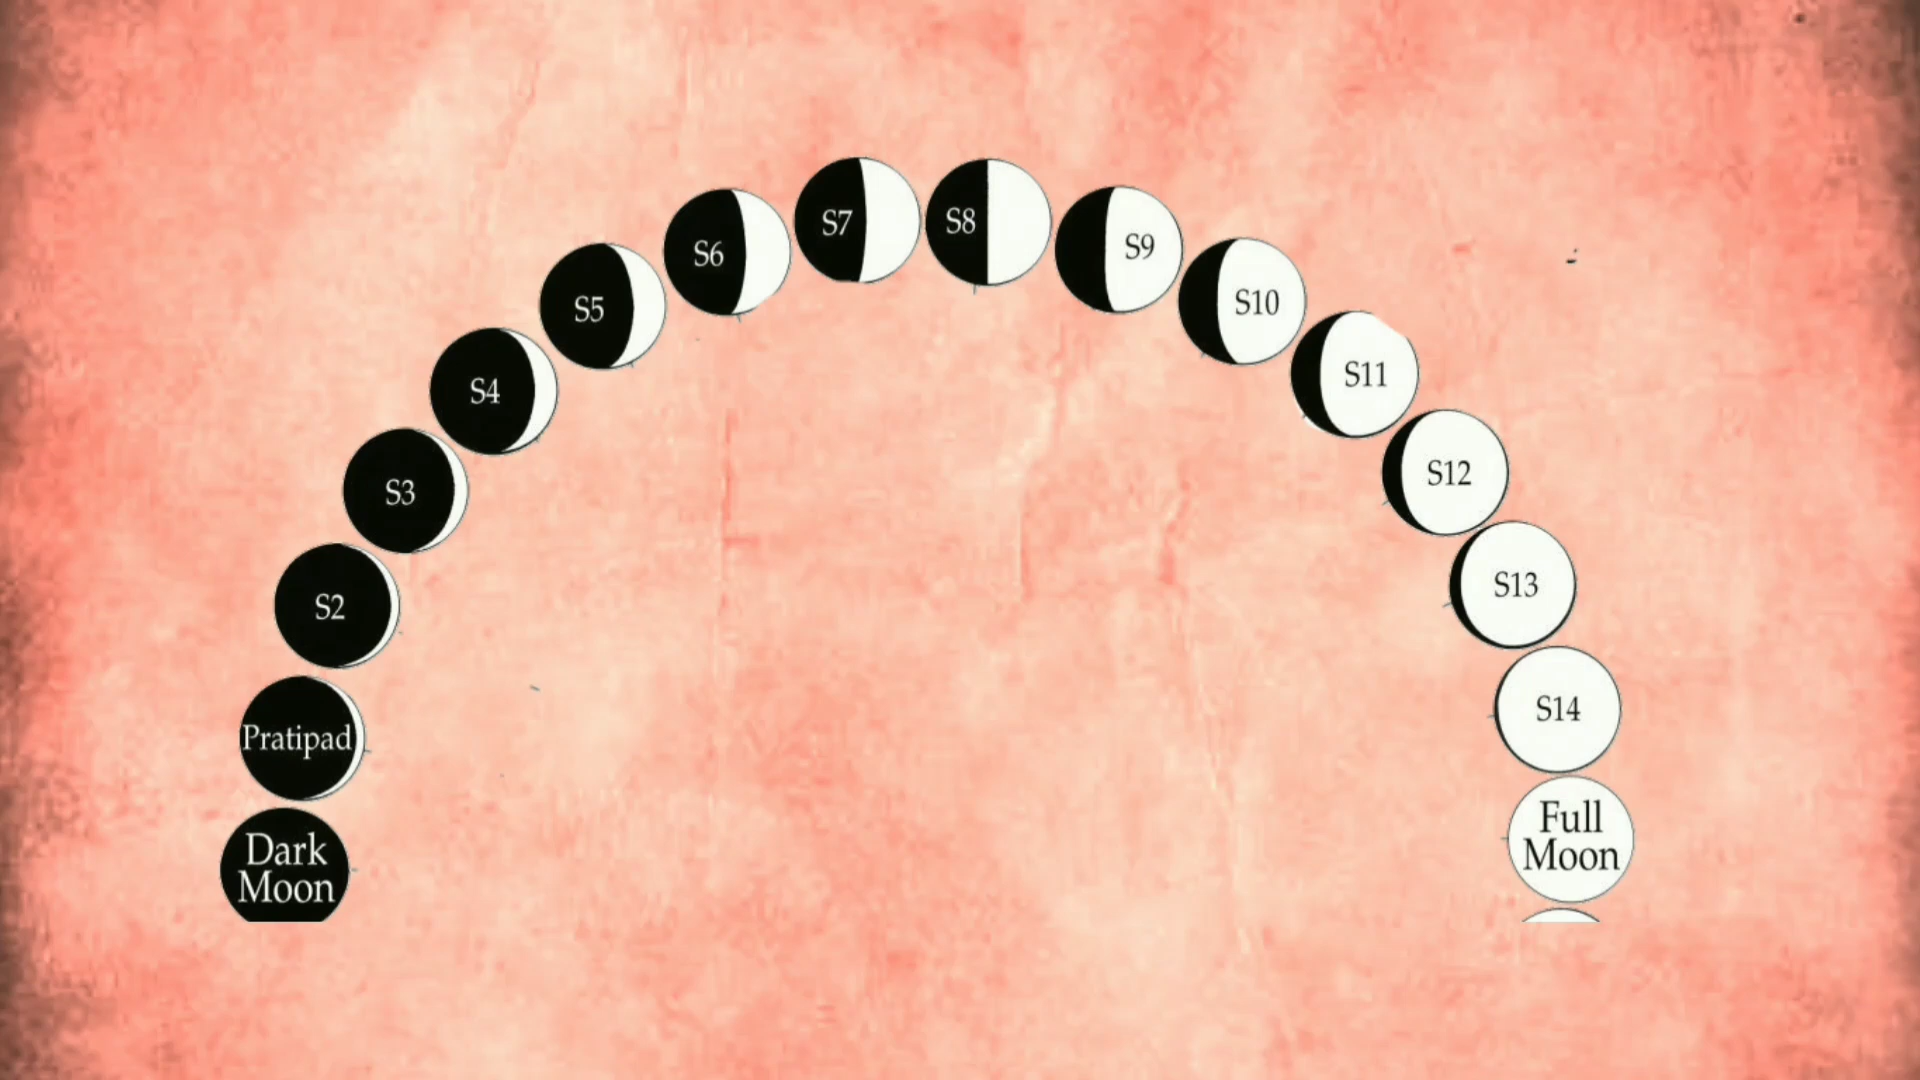 Dark
Moon
Pratipad
S2
S3
S4
S5
S6
S7
S8
S9
S10
S11
S12
S13
S14
Full
Moon